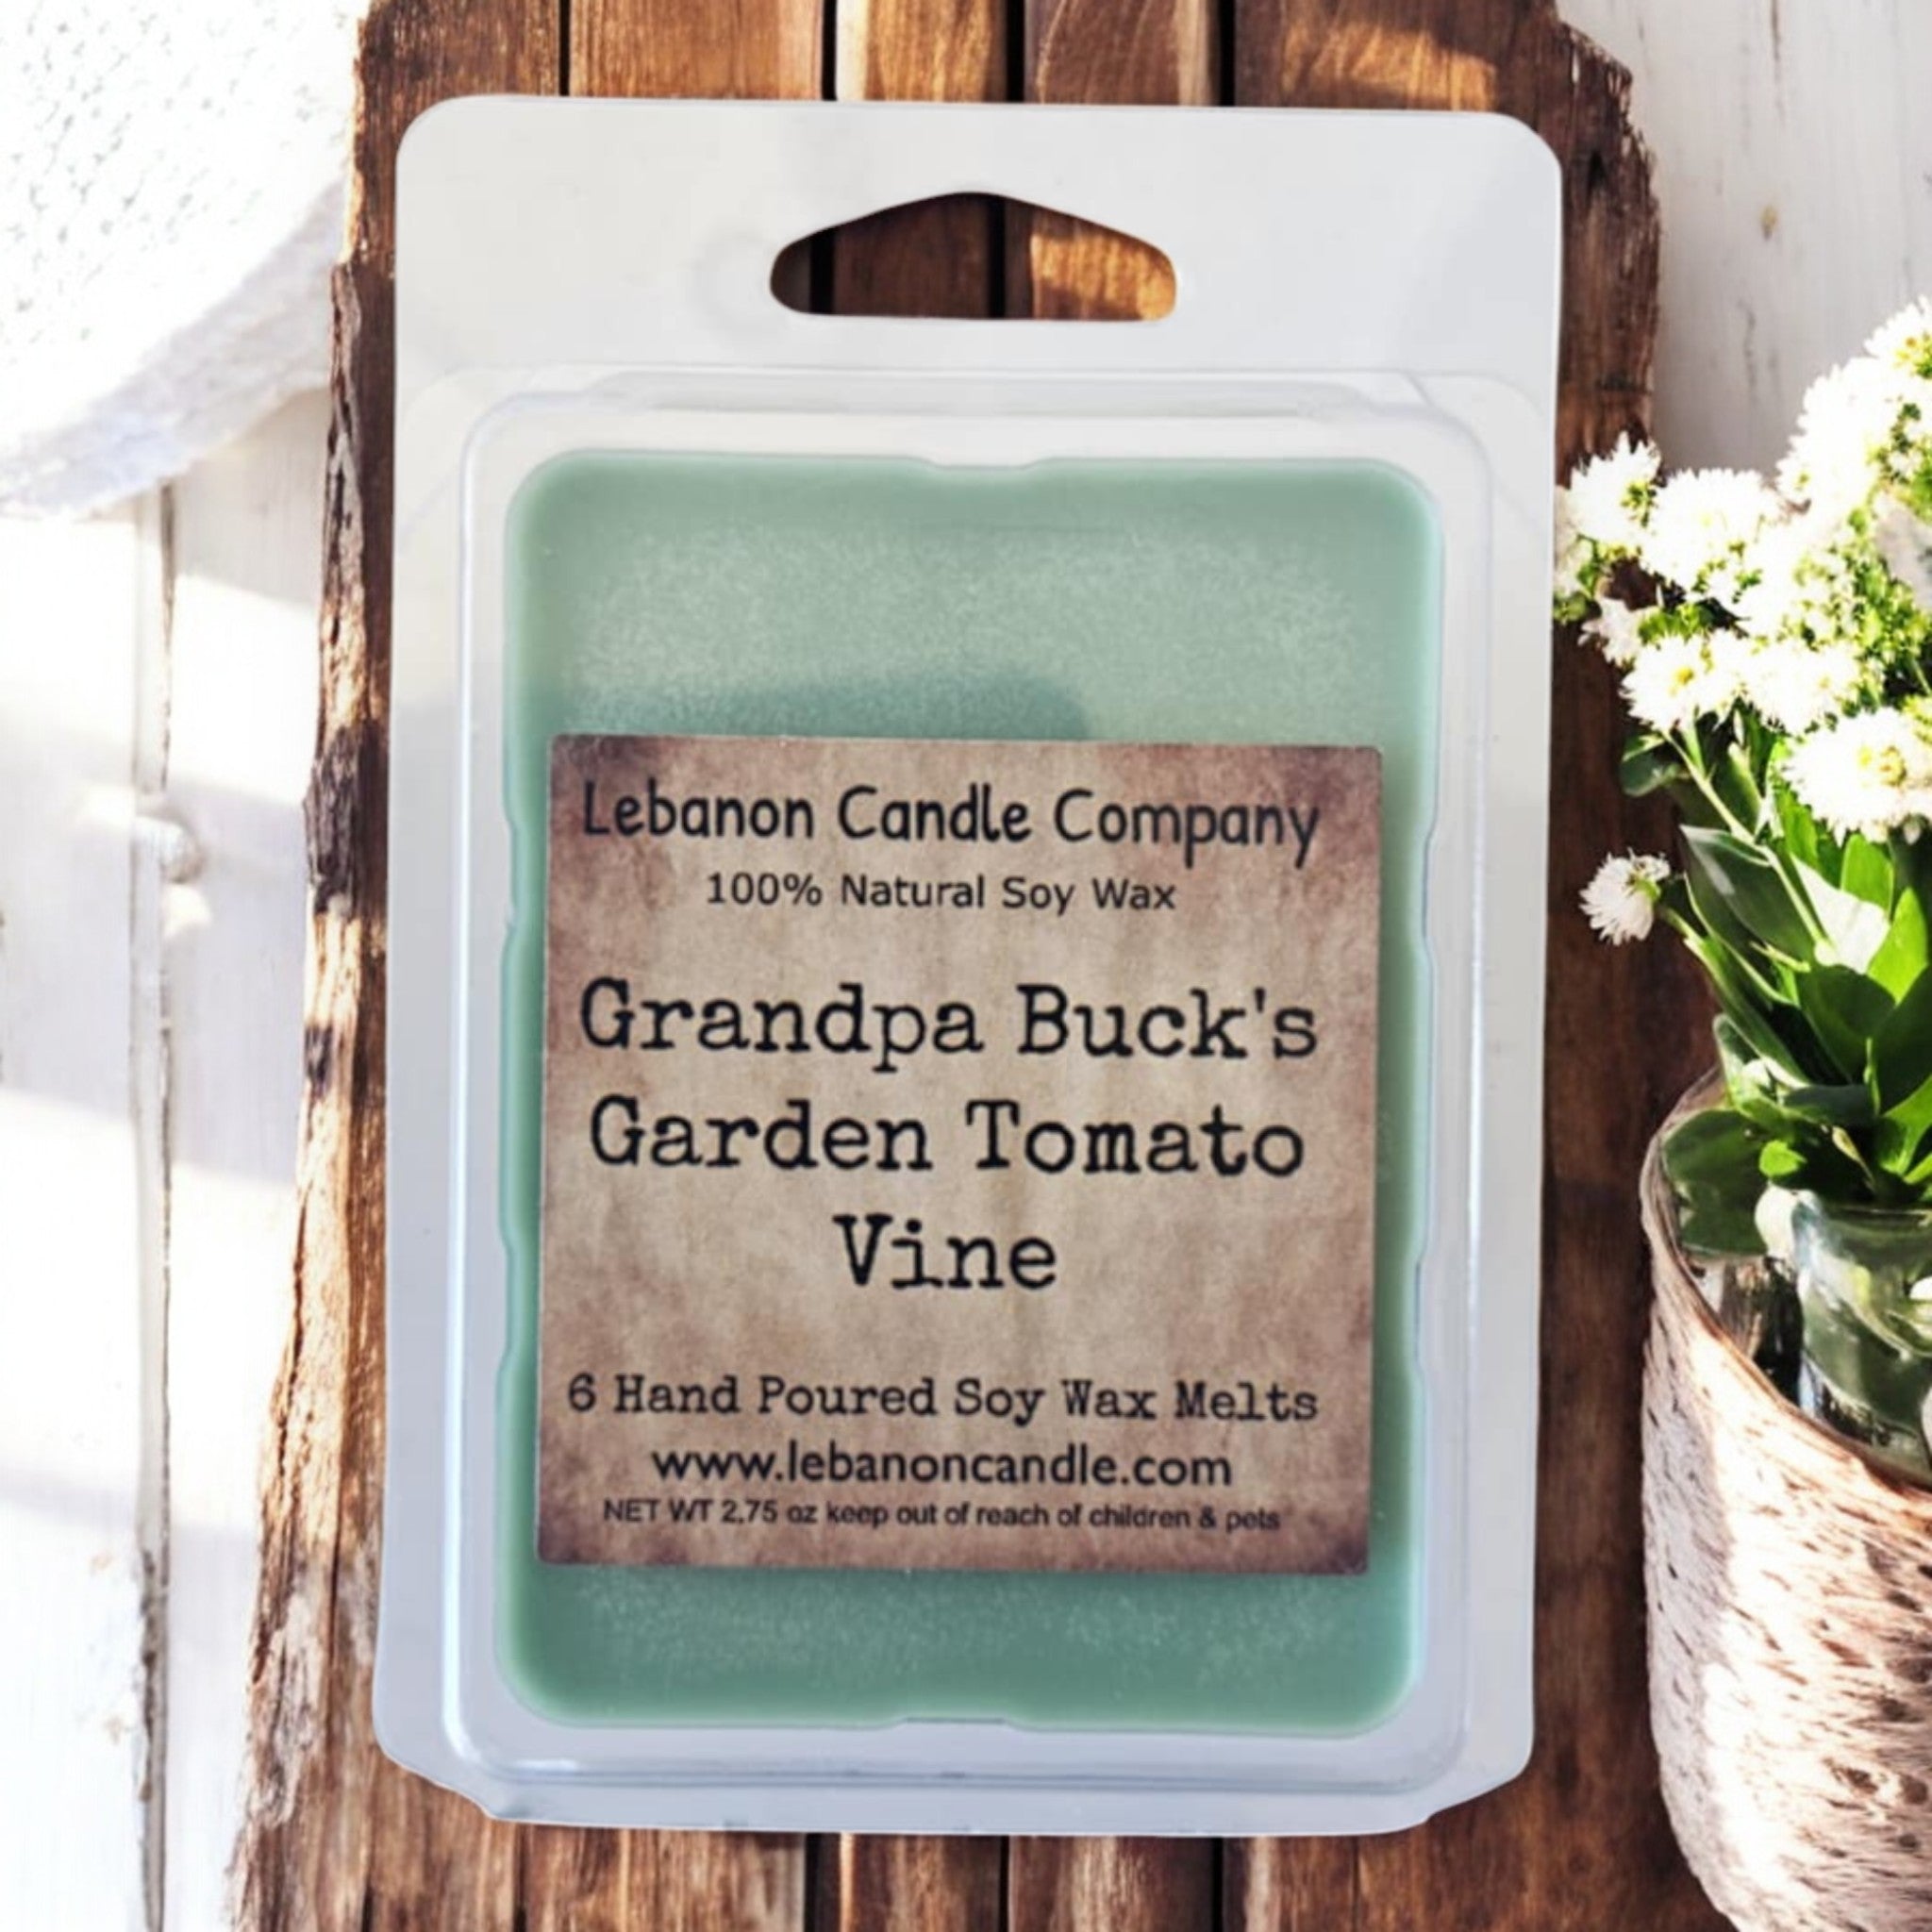 Lebanon Candle Company
100% Natural Soy Wax
Grandpa Buck's
Garden Tomato
Vine
6 Hand Poured Soy Wax Melts
www.lebanoncandle.com
NET WT 2.75 oz keep out of reach of children & pets